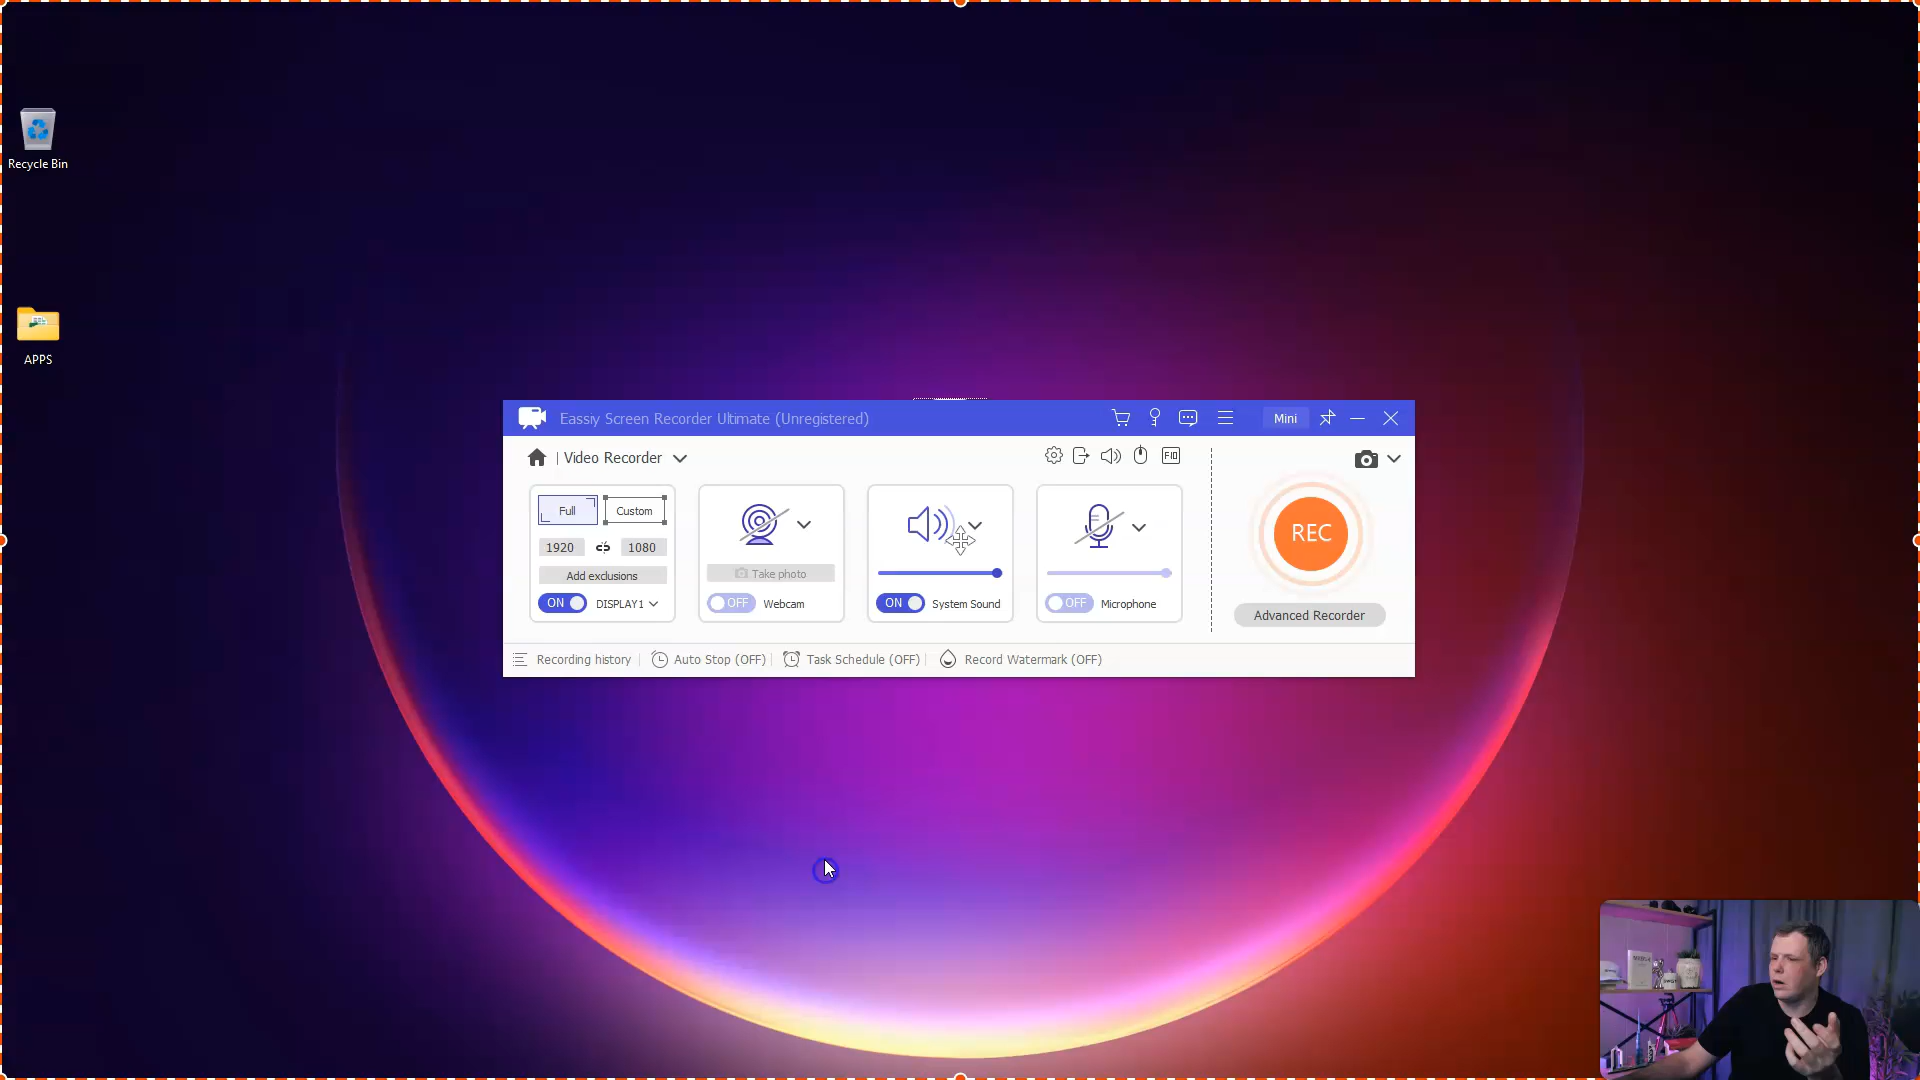 Recycle Bin
APPS
Eassiy Screen Recorder Ultimate (Unregistered)
Mini
| Video Recorder
Full
Custom
1920
1080
Add exclusions
ON
DISPLAY1
Take photo
OFF
Webcam
ON
System Sound
OFF
Microphone
REC
Advanced Recorder
Recording history
Auto Stop (OFF)
Task Schedule (OFF)
Record Watermark (OFF)